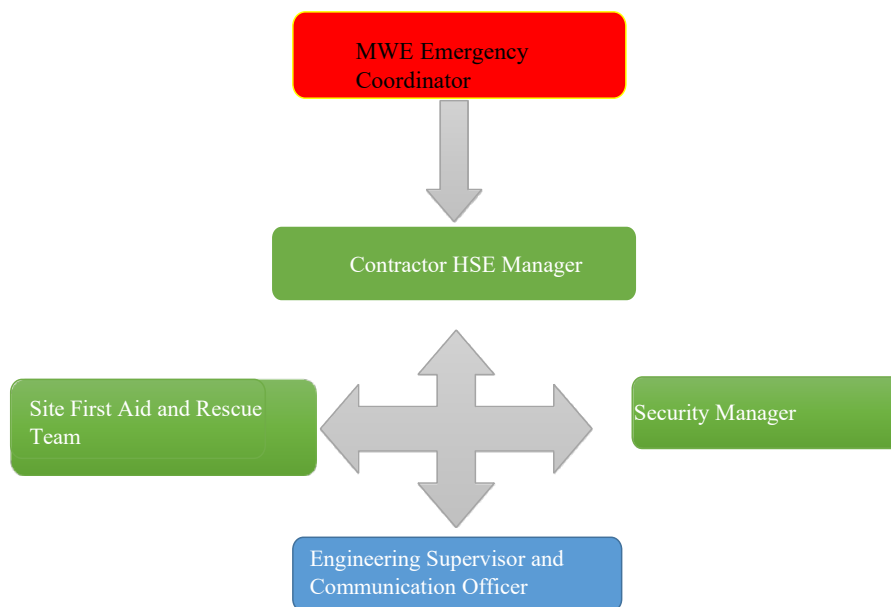 MWE Emergency
Coordinator
Contractor HSE Manager
Site First Aid and Rescue
Team
Security Manager
Engineering Supervisor and
Communication Officer